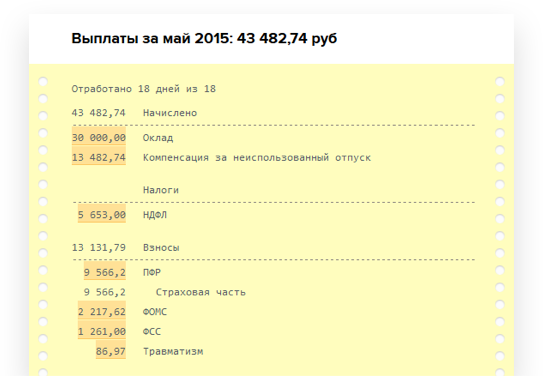 Выплаты за май 2015: 43 482,74 руб
Отработано 18 дней из 18
43 482,74 Начислено
30 000,00 Оклад
13 482,74 Компенсация за неиспользованный отпуск
Налоги
5 653,00 НДФЛ
13 131,79 Взносы
9 566,2 ПФР
9 566,2 Страховая часть
2 217,62 ФОМС
1 261,00 ФСС
86,97 Травматизм